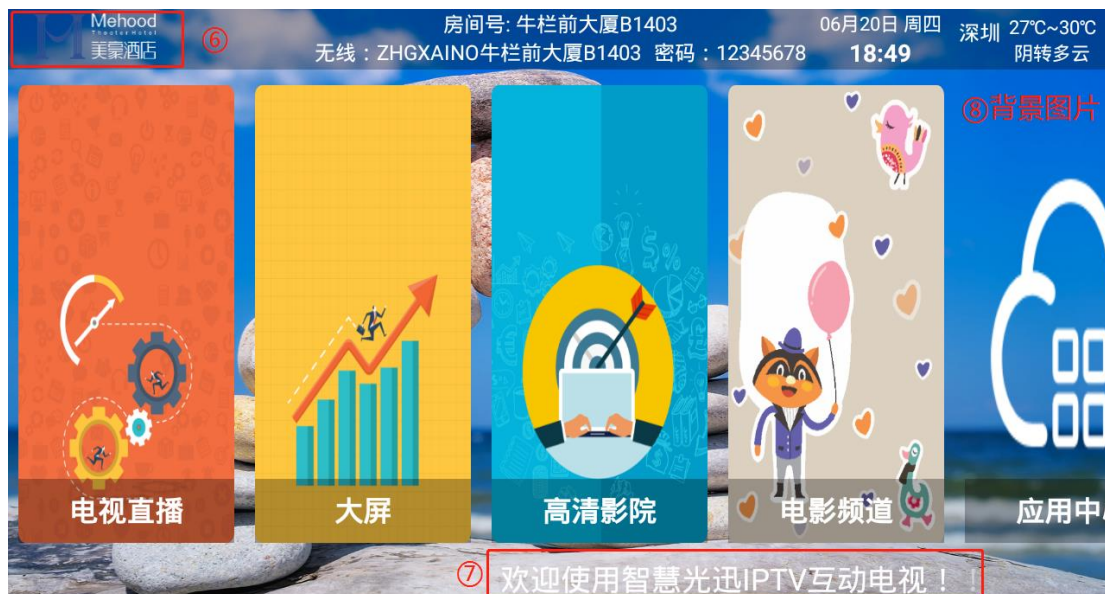 Mehood
Theater Hotel
美豪酒店
⑥
房间号: 牛栏前大厦B1403
无线：ZHGXAINO牛栏前大厦B1403 密码：12345678
06月20日 周四
18:49
深圳 27℃~30℃
阴转多云
⑧背景图片
电视直播
大屏
高清影院
电影频道
应用中
⑦
欢迎使用智慧光迅IPTV互动电视！